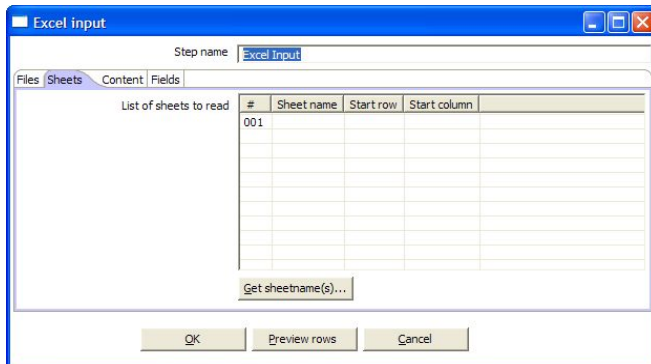 Excel input
Step name Excel Input
Files Sheets Content Fields
List of sheets to read
# Sheet name Start row Start column
001
Get sheetname(s)...
OK Preview rows Cancel